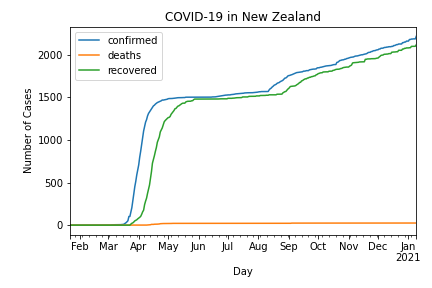 COVID-19 in New Zealand
confirmed
deaths
recovered
Number of Cases
2000
1500
1000
500
0
Feb Mar Apr May Jun Jul Aug Sep Oct Nov Dec Jan
2021
Day